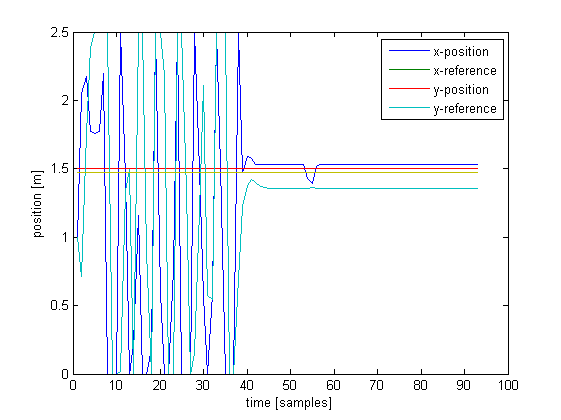 2.5
2
1.5
1
0.5
0
position [m]
x-position
x-reference
y-position
y-reference
0 10 20 30 40 50 60 70 80 90 100
time [samples]